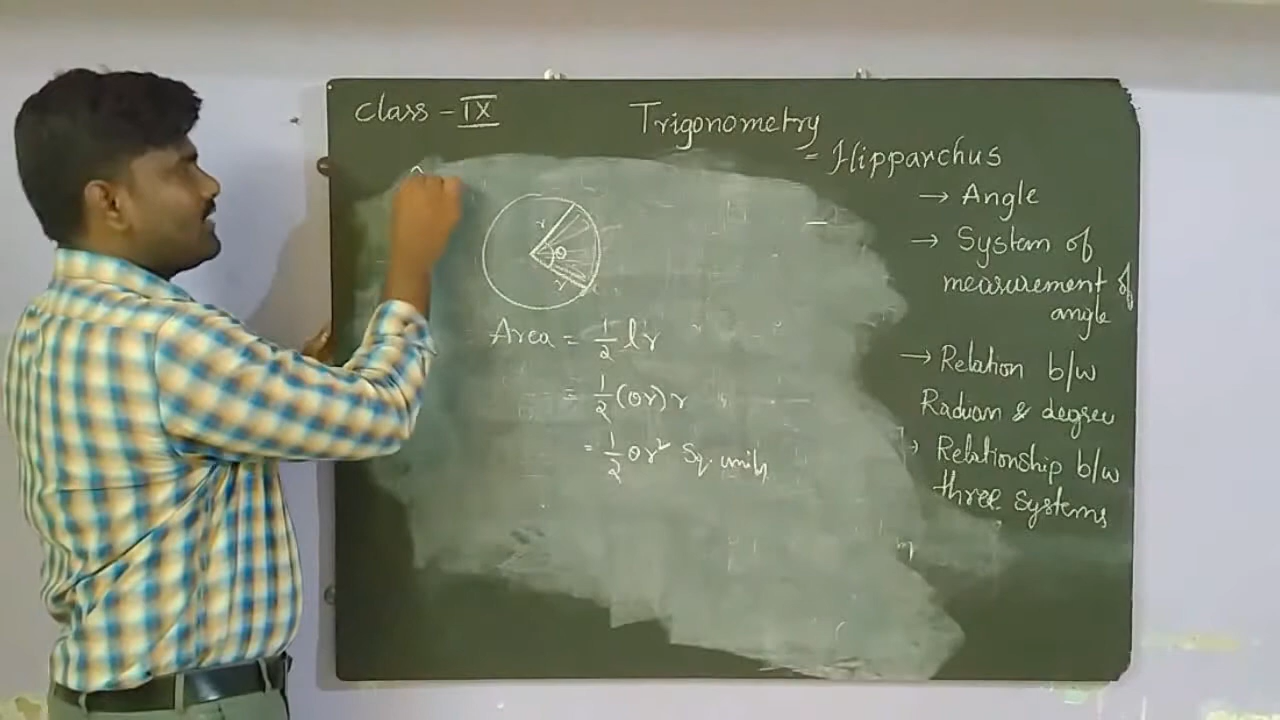 Class - IX
Trigonometry
- Hipparchus
→ Angle
→ System of
measurement of
angle
→ Relation b/w
Radian & degree
→ Relationship b/w
three systems
r
θ
r
Area = 1/2 lr
= 1/2 (θr) r
= 1/2 θr² Sq. units